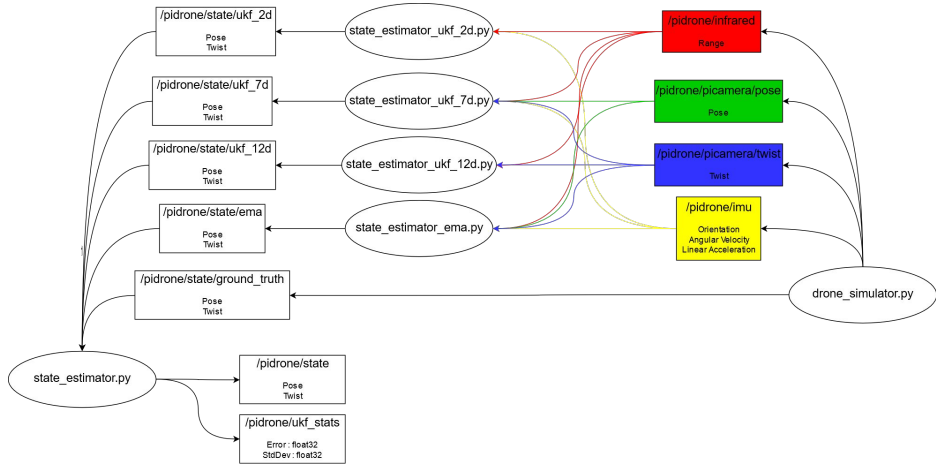 /pidrone/state/ukf_2d
Pose
Twist
state_estimator_ukf_2d.py
/pidrone/infrared
Range
/pidrone/state/ukf_7d
Pose
Twist
state_estimator_ukf_7d.py
/pidrone/picamera/pose
Pose
/pidrone/state/ukf_12d
Pose
Twist
state_estimator_ukf_12d.py
/pidrone/picamera/twist
Twist
/pidrone/state/ema
Pose
Twist
state_estimator_ema.py
/pidrone/imu
Orientation
Angular Velocity
Linear Acceleration
/pidrone/state/ground_truth
Pose
Twist
drone_simulator.py
state_estimator.py
/pidrone/state
Pose
Twist
/pidrone/ukf_stats
Error : float32
StdDev : float32